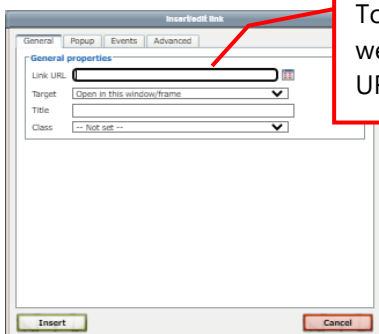 Insert/edit link
General Popup Events Advanced
General properties
Link URL
Target Open in this window/frame
Title
Class -- Not set --
Insert Cancel
To
we
UR